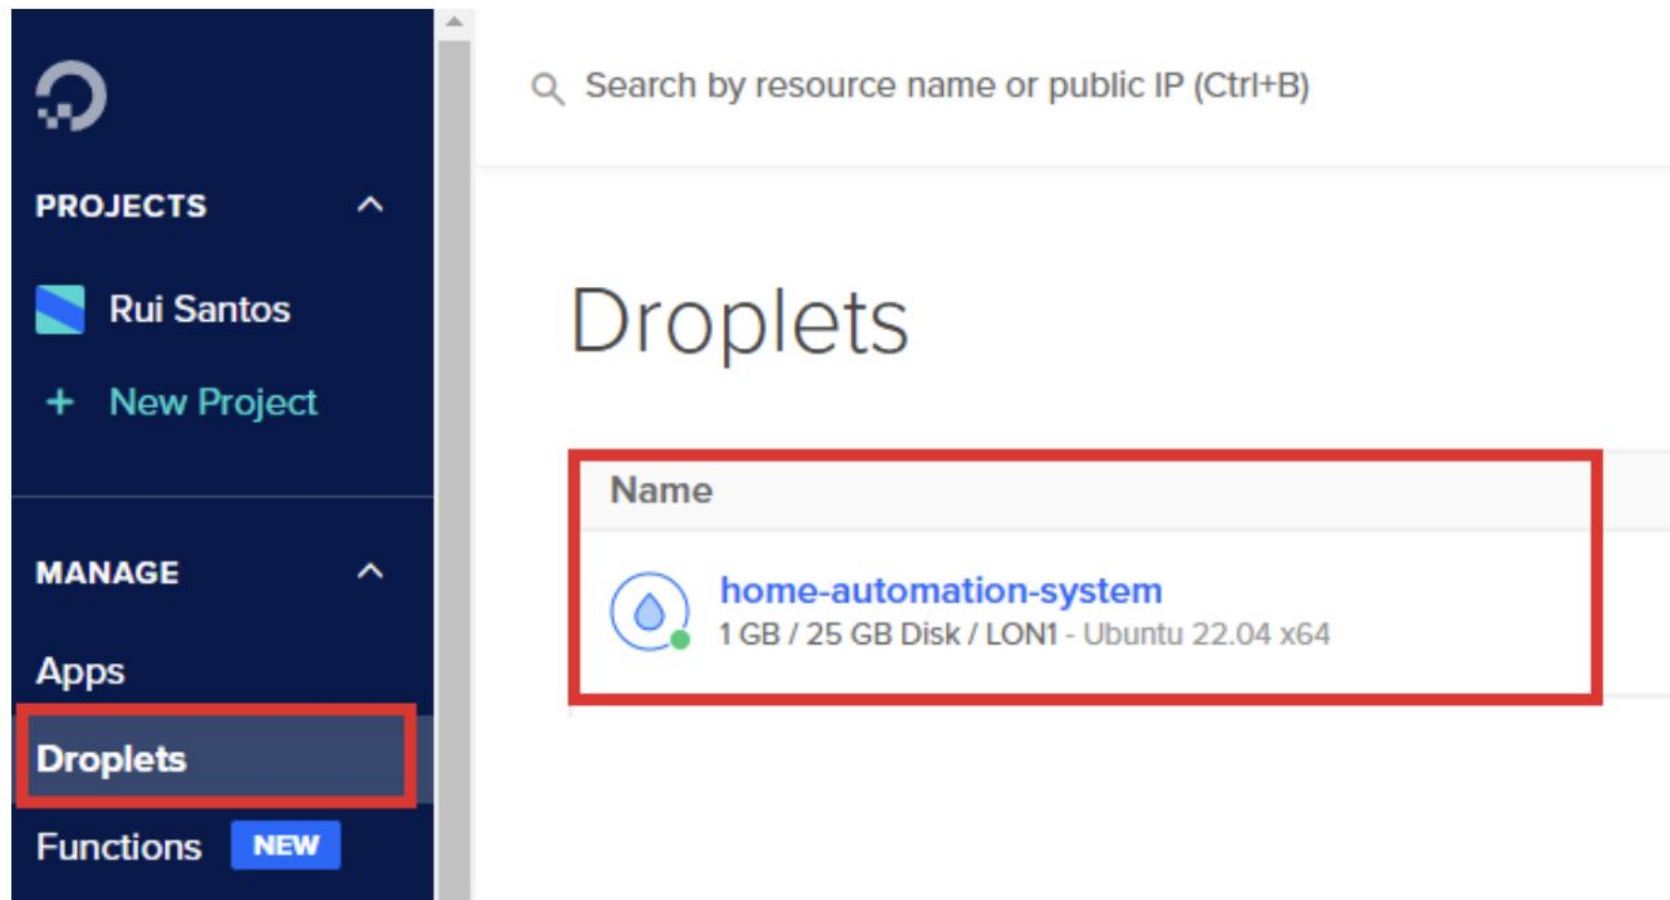 PROJECTS
Rui Santos
+ New Project
MANAGE
Apps
Droplets
Functions NEW
Search by resource name or public IP (Ctrl+B)
Droplets
Name
home-automation-system
1 GB / 25 GB Disk / LON1 - Ubuntu 22.04 x64